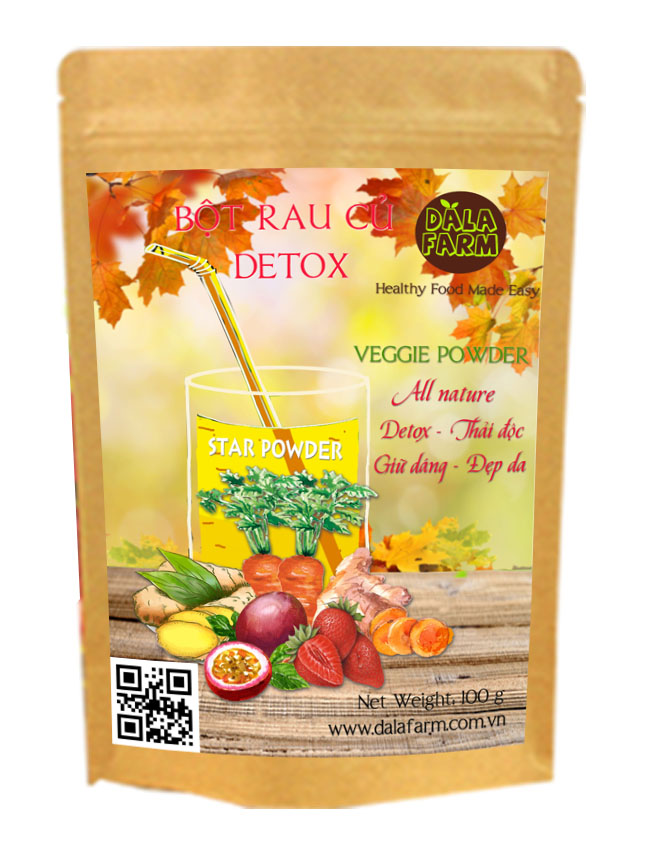 BỘT RAU CỦ
DETOX
DALA
FARM
Healthy Food Made Easy
VEGGIE POWDER
All nature
Detox - Thải độc
Giữ dáng - Đẹp da
STAR POWDER
Net Weight, 100 g
www.dalafarm.com.vn